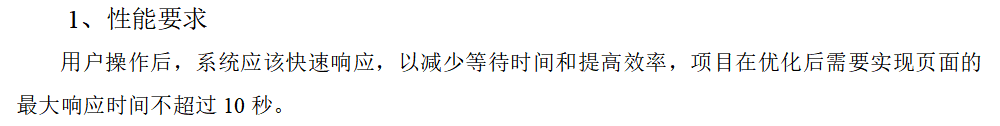 1、性能要求
用户操作后，系统应该快速响应，以减少等待时间和提高效率，项目在优化后需要实现页面的
最大响应时间不超过 10 秒。